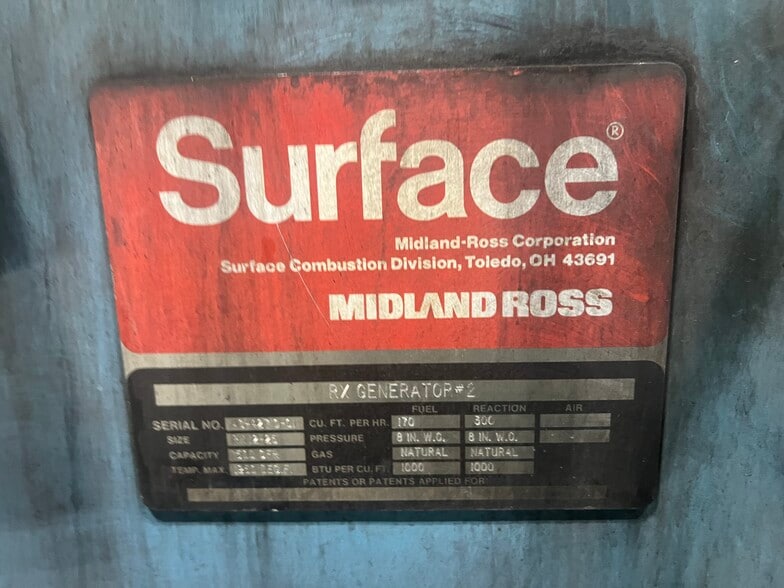 Surface®
Midland-Ross Corporation
Surface Combustion Division, Toledo, OH 43691
MIDLAND ROSS
RX GENERATOR #2
FUEL REACTION AIR
SERIAL NO. CU. FT. PER HR. 170 300
SIZE PRESSURE 8 IN. W.C. 8 IN. W.C.
CAPACITY GAS NATURAL NATURAL
TEMP. MAX. BTU PER CU. FT. 1000 1000
PATENTS OR PATENTS APPLIED FOR: